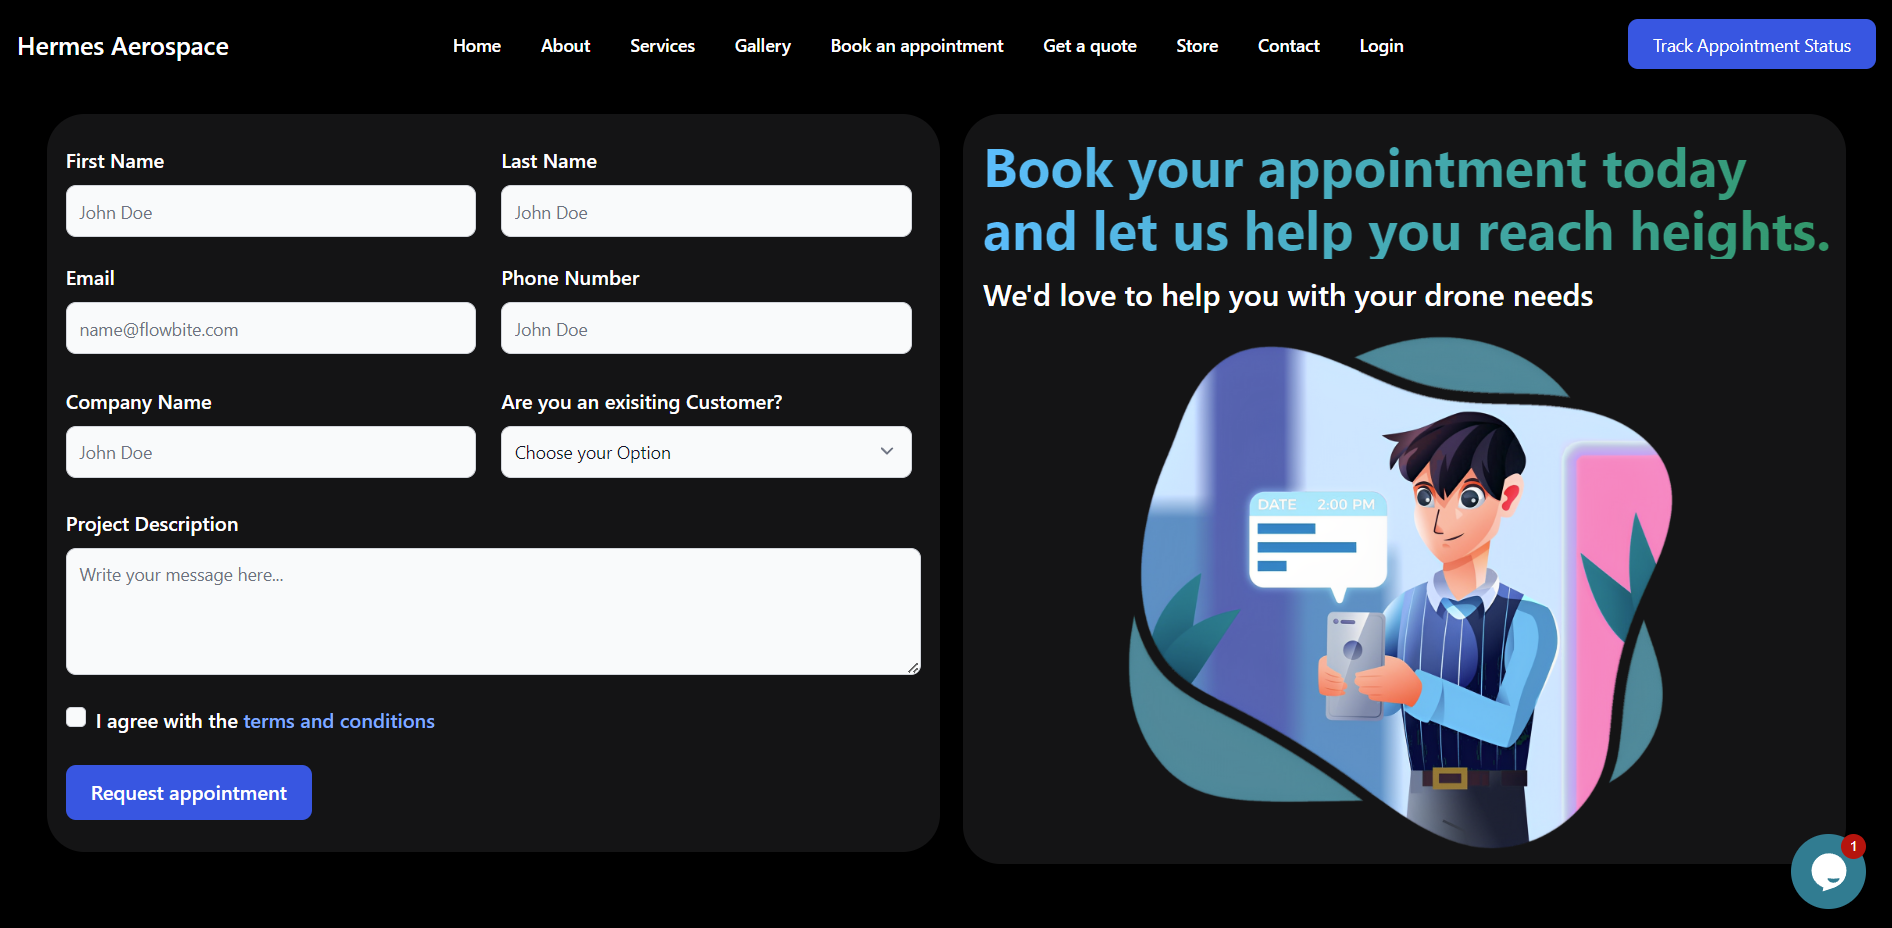 Hermes Aerospace
Home
About
Services
Gallery
Book an appointment
Get a quote
Store
Contact
Login
Track Appointment Status
First Name
Last Name
John Doe
John Doe
Email
Phone Number
name@flowbite.com
John Doe
Company Name
Are you an exisiting Customer?
John Doe
Choose your Option
Project Description
Write your message here...
I agree with the terms and conditions
Request appointment
Book your appointment today
and let us help you reach heights.
We'd love to help you with your drone needs
DATE 2:00 PM
1